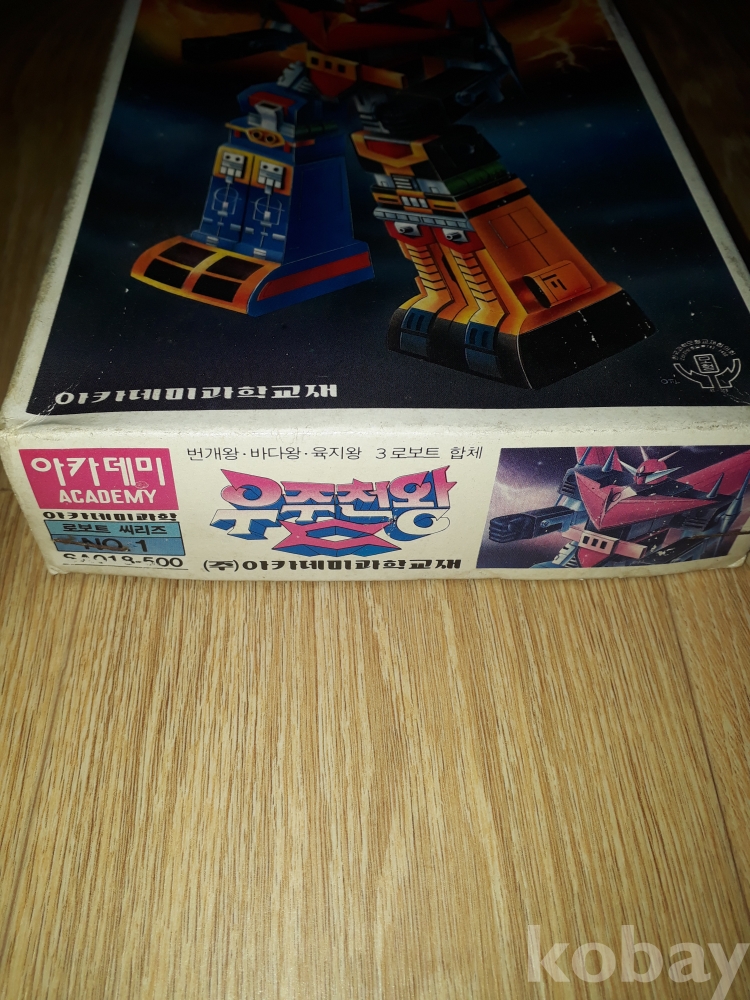 아카데미과학교재
아카데미
ACADEMY
아카데미과학
로보트 씨리즈
NO.1
SA018-500
번개왕·바다왕·육지왕 3로보트 합체
우주천왕
(주)아카데미과학교재
kobay